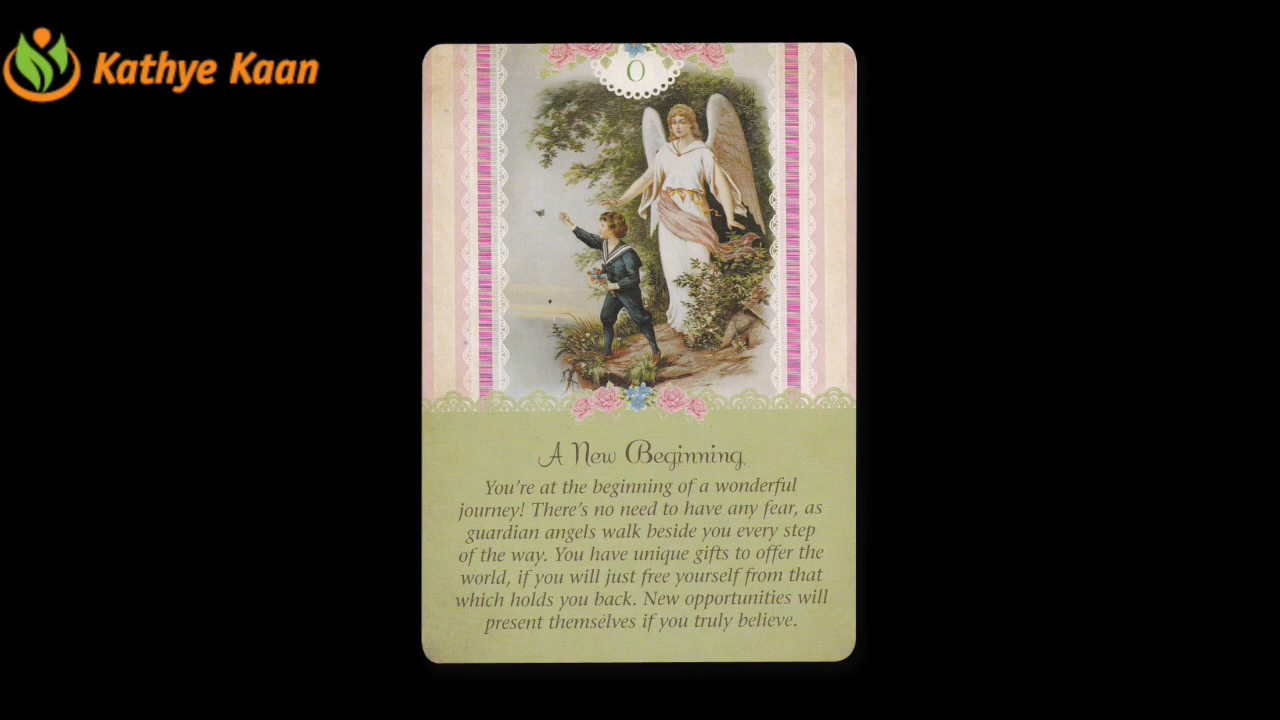 Kathye Kaan
0
A New Beginning
You're at the beginning of a wonderful
journey! There's no need to have any fear, as
guardian angels walk beside you every step
of the way. You have unique gifts to offer the
world, if you will just free yourself from that
which holds you back. New opportunities will
present themselves if you truly believe.